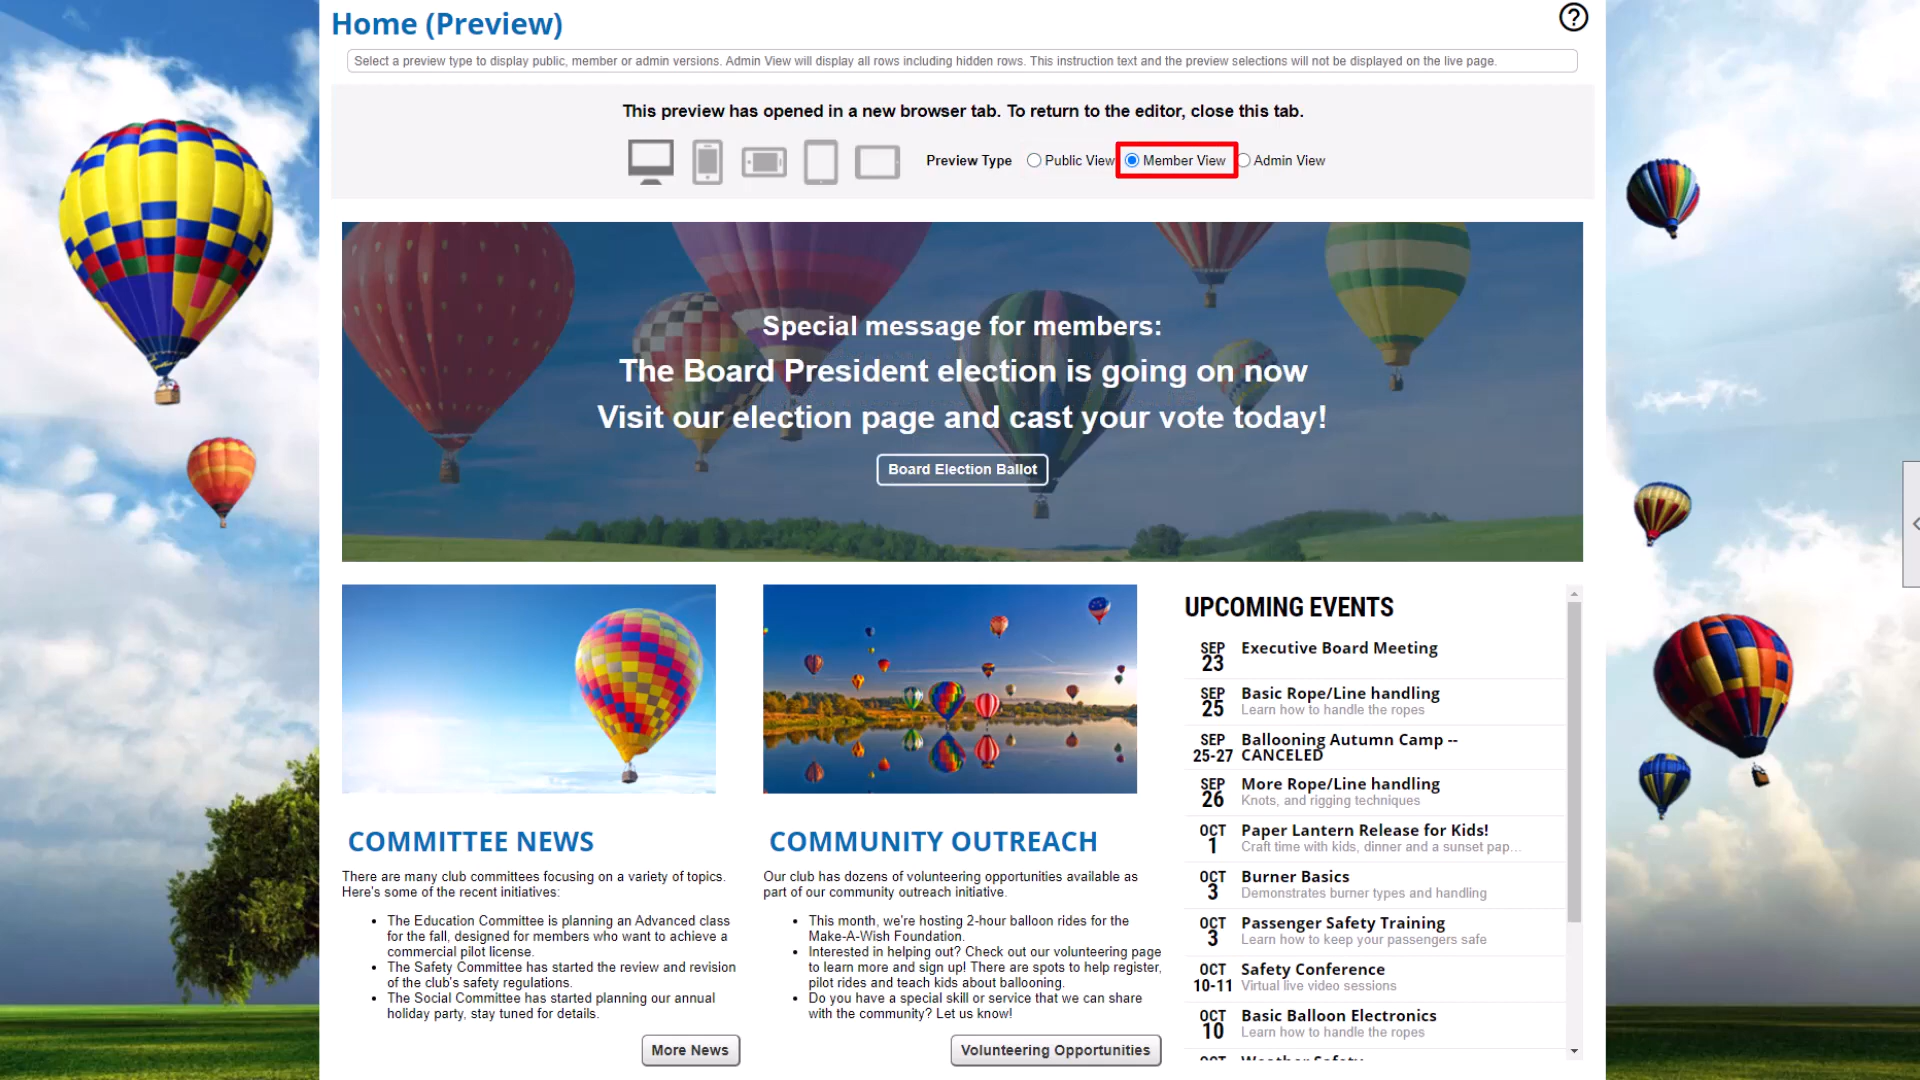 Home (Preview)
Select a preview type to display public, member or admin versions. Admin View will display all rows including hidden rows. This instruction text and the preview selections will not be displayed on the live page.
This preview has opened in a new browser tab. To return to the editor, close this tab.
Preview Type Public View Member View Admin View
Special message for members:
The Board President election is going on now
Visit our election page and cast your vote today!
Board Election Ballot
COMMITTEE NEWS
There are many club committees focusing on a variety of topics.
Here's some of the recent initiatives:
• The Education Committee is planning an Advanced class
for the fall, designed for members who want to achieve a
commercial pilot license.
• The Safety Committee has started the review and revision
of the club's safety regulations.
• The Social Committee has started planning our annual
holiday party, stay tuned for details.
More News
COMMUNITY OUTREACH
Our club has dozens of volunteering opportunities available as
part of our community outreach initiative.
• This month, we're hosting 2-hour balloon rides for the
Make-A-Wish Foundation.
• Interested in helping out? Check out our volunteering page
to learn more and sign up! There are spots to help register,
pilot rides and teach kids about ballooning.
• Do you have a special skill or service that we can share
with the community? Let us know!
Volunteering Opportunities
UPCOMING EVENTS
SEP
23
Executive Board Meeting
SEP
25
Basic Rope/Line handling
Learn how to handle the ropes
SEP
25-27
Ballooning Autumn Camp --
CANCELED
SEP
26
More Rope/Line handling
Knots, and rigging techniques
OCT
1
Paper Lantern Release for Kids!
Craft time with kids, dinner and a sunset pap...
OCT
3
Burner Basics
Demonstrates burner types and handling
OCT
3
Passenger Safety Training
Learn how to keep your passengers safe
OCT
10-11
Safety Conference
Virtual live video sessions
OCT
10
Basic Balloon Electronics
Learn how to handle the ropes
OCT
Weather Safety